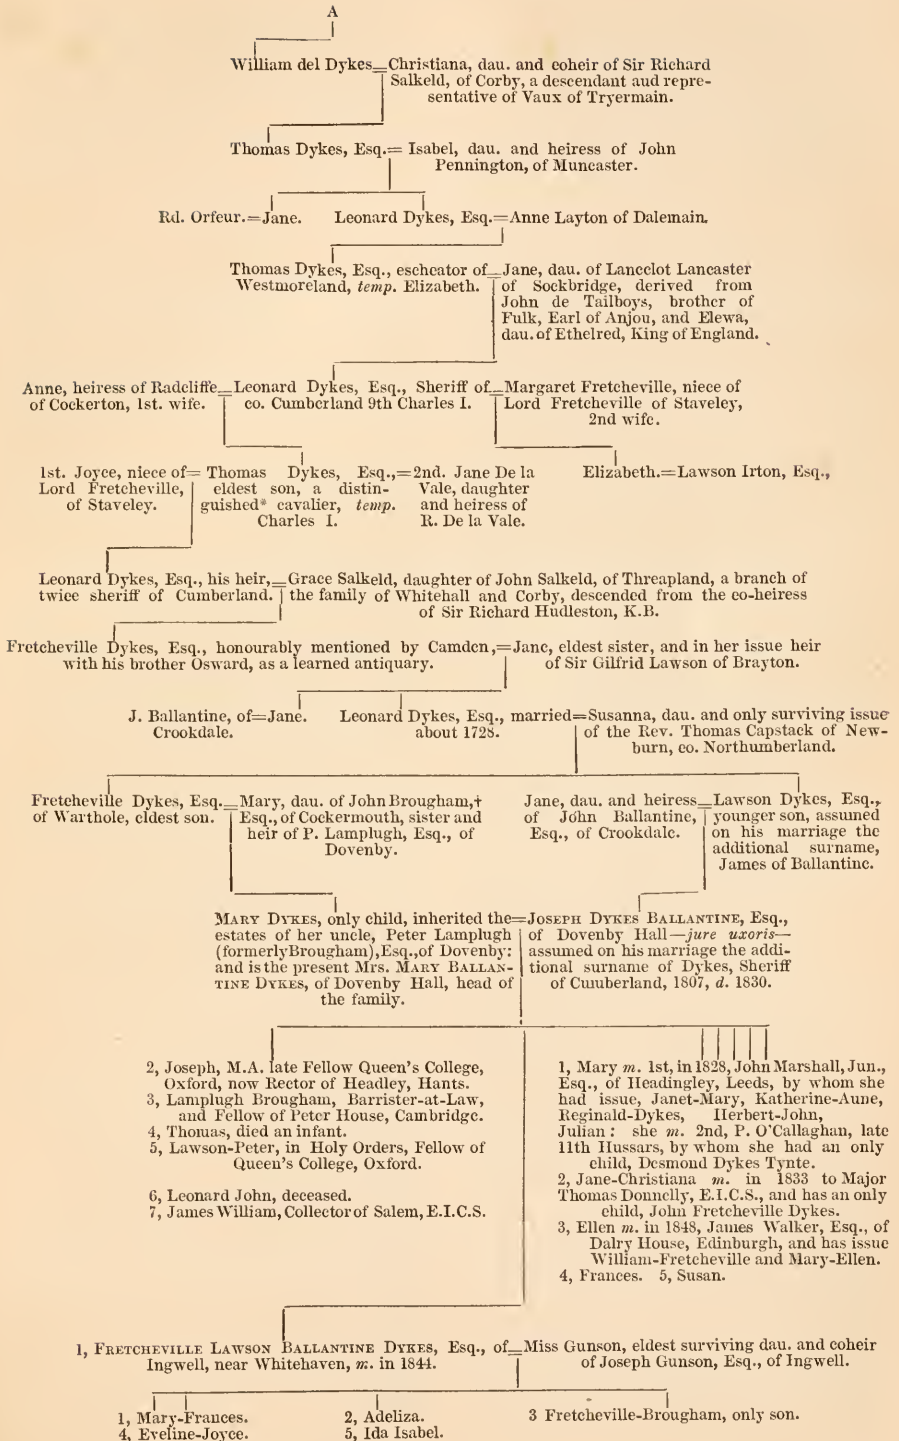 A
William del Dykes=Christiana, dau. and coheir of Sir Richard
Salkeld, of Corby, a descendant aud repre-
sentative of Vaux of Tryermain.
Thomas Dykes, Esq.= Isabel, dau. and heiress of John
Pennington, of Muncaster.
Rd. Orfeur.=Jane. Leonard Dykes, Esq.=Anne Layton of Dalemain.
Thomas Dykes, Esq., escheator of
Westmoreland, temp. Elizabeth.
=Jane, dau. of Lancelot Lancaster
of Sockbridge, derived from
John de Tailboys, brother of
Fulk, Earl of Anjou, and Elewa,
dau. of Ethelred, King of England.
Anne, heiress of Radcliffe
of Cockerton, 1st. wife.
=Leonard Dykes, Esq., Sheriff of
co. Cumberland 9th Charles I.
=Margaret Fretcheville, niece of
Lord Fretcheville of Staveley,
2nd wife.
1st. Joyce, niece of=
Lord Fretcheville,
of Staveley.
Thomas Dykes, Esq.,=
eldest son, a distin-
guished* cavalier, temp.
Charles I.
2nd. Jane De la
Vale, daughter
and heiress of
R. De la Vale.
Elizabeth.=Lawson Irton, Esq.,
Leonard Dykes, Esq., his heir,
twice sheriff of Cumberland.
=Grace Salkeld, daughter of John Salkeld, of Threapland, a branch of
the family of Whitehall and Corby, descended from the co-heiress
of Sir Richard Hudleston, K.B.
Fretcheville Dykes, Esq., honourably mentioned by Camden,
with his brother Osward, as a learned antiquary.
=Jane, eldest sister, and in her issue heir
of Sir Gilfrid Lawson of Brayton.
J. Ballantine, of=Jane.
Crookdale.
Leonard Dykes, Esq., married
about 1728.
=Susanna, dau. and only surviving issue
of the Rev. Thomas Capstack of New-
burn, co. Northumberland.
Fretcheville Dykes, Esq.
of Warthole, eldest son.
=Mary, dau. of John Brougham,†
Esq., of Cockermouth, sister and
heir of P. Lamplugh, Esq., of
Dovenby.
Jane, dau. and heiress
of John Ballantine,
Esq., of Crookdale.
=Lawson Dykes, Esq.,
younger son, assumed
on his marriage the
additional surname,
James of Ballantine.
MARY DYKES, only child, inherited the
estates of her uncle, Peter Lamplugh
(formerly Brougham), Esq., of Dovenby:
and is the present Mrs. MARY BALLAN-
TINE DYKES, of Dovenby Hall, head of
the family.
=JOSEPH DYKES BALLANTINE, Esq.,
of Dovenby Hall—jure uxoris—
assumed on his marriage the addi-
tional surname of Dykes, Sheriff
of Cumberland, 1807, d. 1830.
2, Joseph, M.A. late Fellow Queen's College,
Oxford, now Rector of Headley, Hants.
3, Lamplugh Brougham, Barrister-at-Law,
and Fellow of Peter House, Cambridge.
4, Thomas, died an infant.
5, Lawson-Peter, in Holy Orders, Fellow of
Queen's College, Oxford.
6, Leonard John, deceased.
7, James William, Collector of Salem, E.I.C.S.
1, Mary m. 1st, in 1828, John Marshall, Jun.,
Esq., of Headingley, Leeds, by whom she
had issue, Janet-Mary, Katherine-Anne,
Reginald-Dykes, Herbert-John,
Julian: she m. 2nd, P. O'Callaghan, late
11th Hussars, by whom she had an only
child, Desmond Dykes Tynte.
2, Jane-Christiana m. in 1833 to Major
Thomas Donnelly, E.I.C.S., and has an only
child, John Fretcheville Dykes.
3, Ellen m. in 1848, James Walker, Esq., of
Dalry House, Edinburgh, and has issue
William-Fretcheville and Mary-Ellen.
4, Frances. 5, Susan.
1, FRETCHEVILLE LAWSON BALLANTINE DYKES, Esq., of
Ingwell, near Whitehaven, m. in 1844.
=Miss Gunson, eldest surviving dau. and coheir
of Joseph Gunson, Esq., of Ingwell.
1, Mary-Frances. 2, Adeliza. 3 Fretcheville-Brougham, only son.
4, Eveline-Joyce. 5, Ida Isabel.